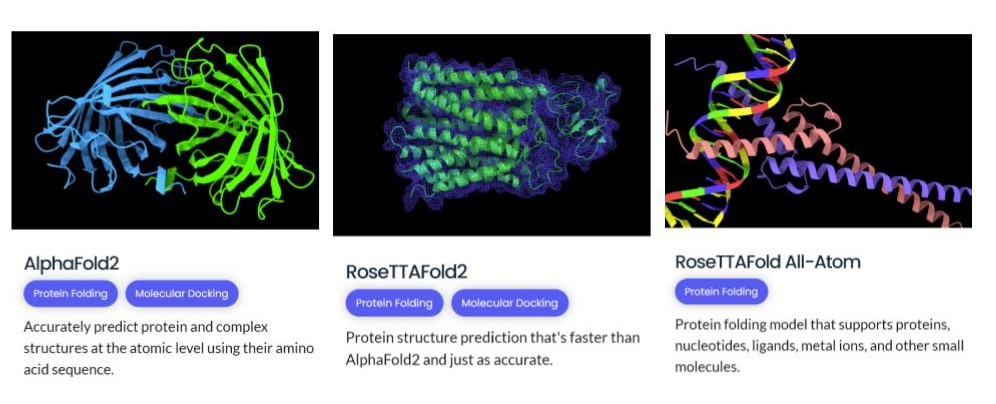 AlphaFold2
Protein Folding
Molecular Docking
Accurately predict protein and complex
structures at the atomic level using their amino
acid sequence.
RoseTTAFold2
Protein Folding
Molecular Docking
Protein structure prediction that's faster than
AlphaFold2 and just as accurate.
RoseTTAFold All-Atom
Protein Folding
Protein folding model that supports proteins,
nucleotides, ligands, metal ions, and other small
molecules.